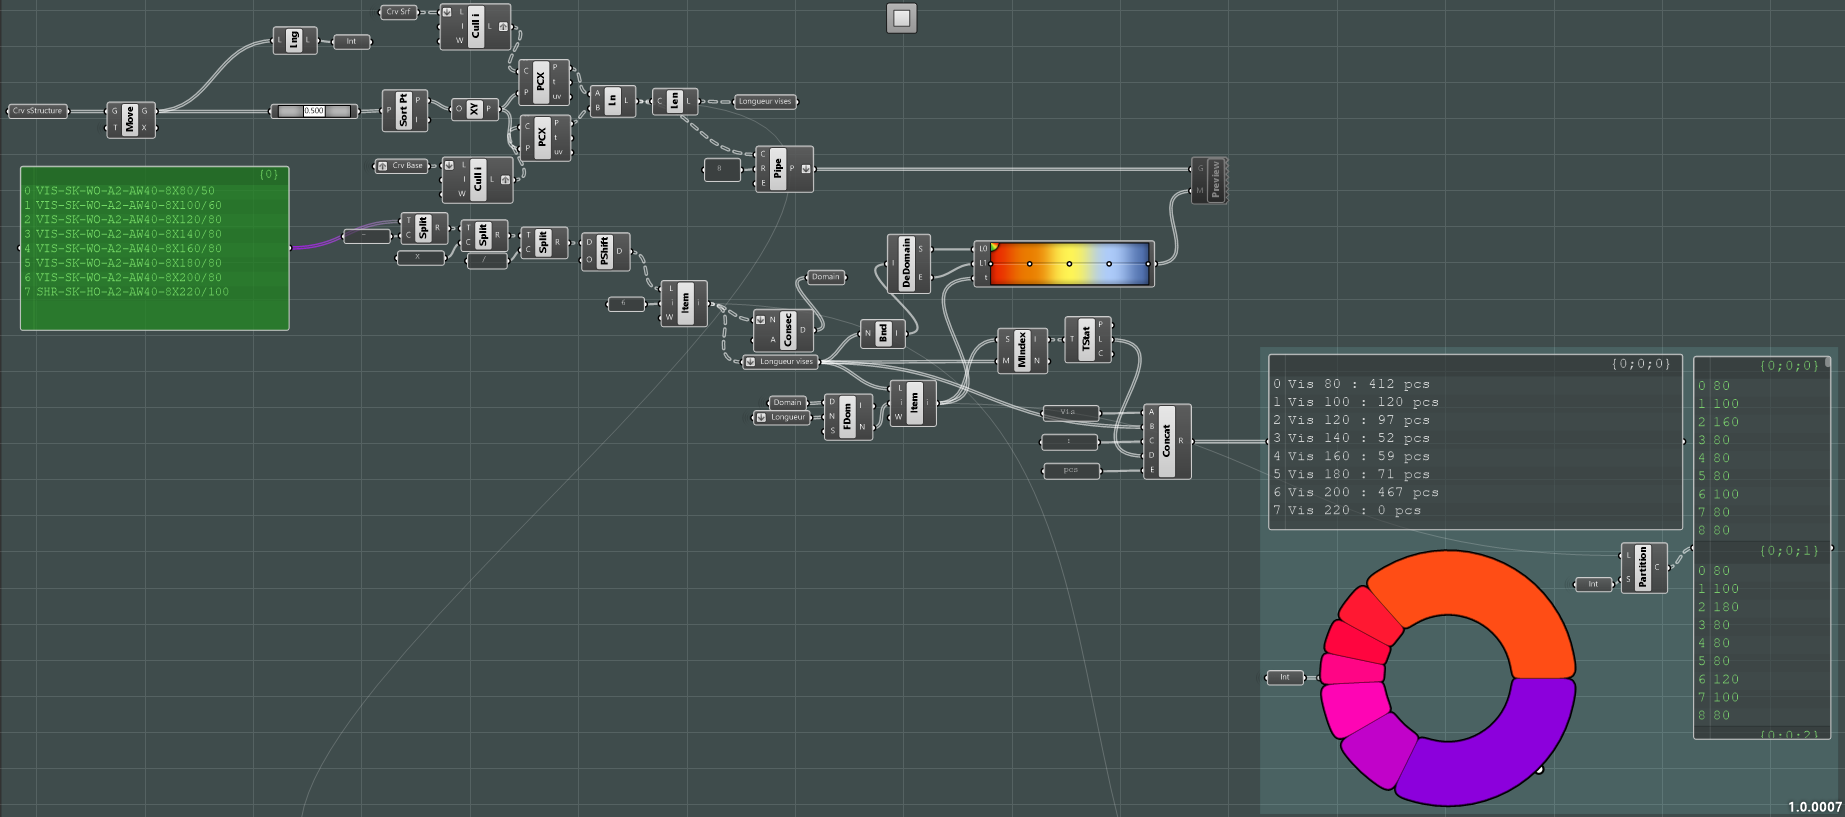 Crv Srf
L
I
W
Cull i
L
L
Lng
L
Int
C
P
PCX
P
t
uv
Crv sStructure
G
T
Move
G
X
0.500
P
Sort Pt
P
I
O
XY
P
A
B
Ln
L
C
Len
L
Longueur vises
C
P
PCX
P
t
uv
Crv Base
L
I
W
Cull i
L
8
C
R
E
Pipe
P
G
M
Preview
{0}
0 VIS-SK-WO-A2-AW40-8X80/50
1 VIS-SK-WO-A2-AW40-8X100/60
2 VIS-SK-WO-A2-AW40-8X120/80
3 VIS-SK-WO-A2-AW40-8X140/80
4 VIS-SK-WO-A2-AW40-8X160/80
5 VIS-SK-WO-A2-AW40-8X180/80
6 VIS-SK-WO-A2-AW40-8X200/80
7 SHR-SK-HO-A2-AW40-8X220/100
-
T
C
Split
R
X
T
C
Split
R
/
T
C
Split
R
D
O
PShift
D
6
L
i
W
Item
i
Domain
N
A
Consec
D
Longueur vises
I
DeDomain
S
E
L0
L1
t
N
Bnd
I
S
M
MIndex
I
N
T
TStat
P
L
C
Domain
Longueur
D
N
S
FDom
I
N
L
i
W
Item
i
Vis
:
pcs
A
B
C
D
E
Concat
R
{0;0;0}
0 Vis 80 : 412 pcs
1 Vis 100 : 120 pcs
2 Vis 120 : 97 pcs
3 Vis 140 : 52 pcs
4 Vis 160 : 59 pcs
5 Vis 180 : 71 pcs
6 Vis 200 : 467 pcs
7 Vis 220 : 0 pcs
{0;0;0}
0 80
1 100
2 160
3 80
4 80
5 80
6 100
7 80
8 80
{0;0;1}
0 80
1 100
2 180
3 80
4 80
5 80
6 120
7 100
8 80
{0;0;2}
Int
L
S
Partition
C
Int
1.0.0007